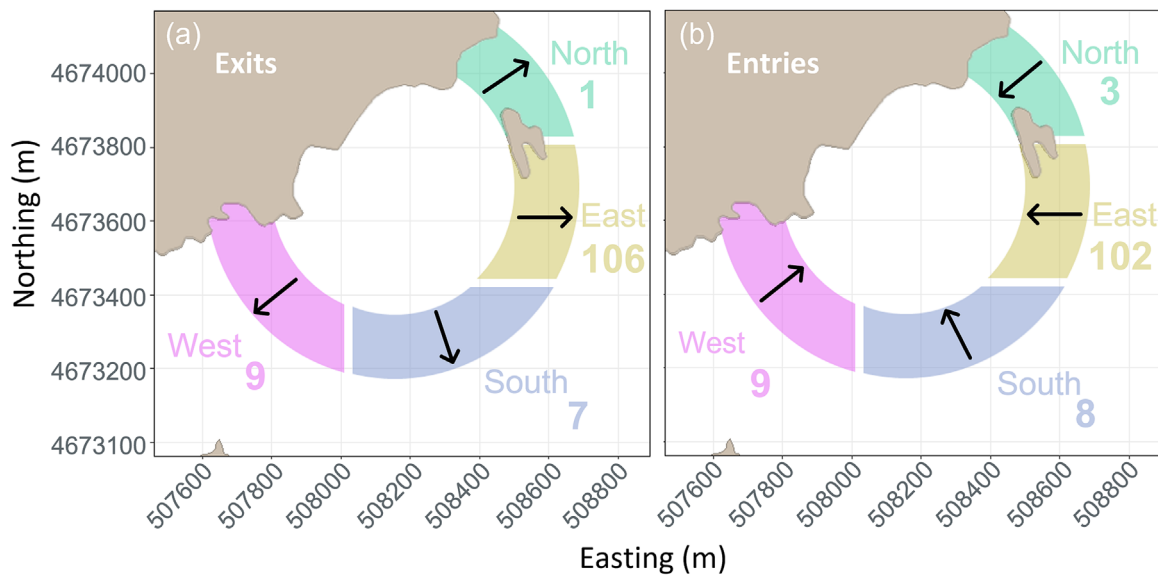 (a)
Exits
North
1
East
106
West
9
South
7
(b)
Entries
North
3
East
102
West
9
South
8
Northing (m)
4674000
4673800
4673600
4673400
4673200
4673100
507600
507800
508000
508200
508400
508600
508800
507600
507800
508000
508200
508400
508600
508800
Easting (m)